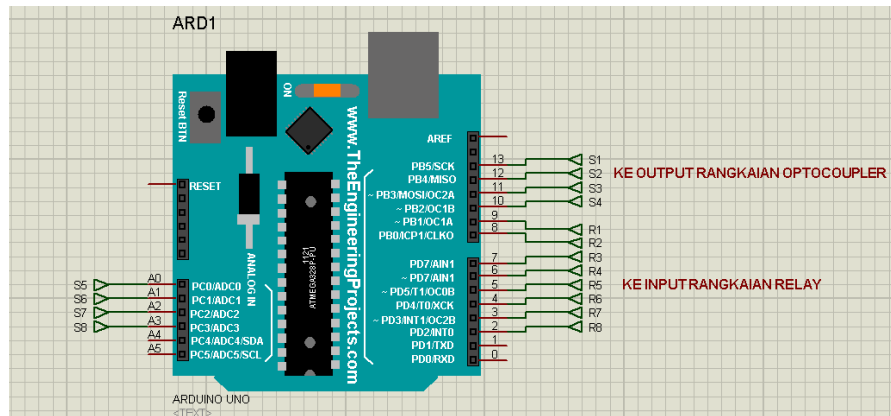 ARD1
Reset BTN
ON
www.TheEngineeringProjects.com
AREF
RESET
13
PB5/SCK
S1
12
PB4/MISO
S2
KE OUTPUT RANGKAIAN OPTOCOUPLER
11
~ PB3/MOSI/OC2A
S3
10
~ PB2/OC1B
S4
9
~ PB1/OC1A
R1
8
PB0/ICP1/CLKO
R2
7
PD7/AIN1
R3
6
~ PD7/AIN1
R4
5
~ PD5/T1/OC0B
R5
KE INPUT RANGKAIAN RELAY
4
PD4/T0/XCK
R6
3
~ PD3/INT1/OC2B
R7
2
PD2/INT0
R8
1
PD1/TXD
0
PD0/RXD
ANALOG IN
1121
ATMEGA328P-PU
S5
A0
PC0/ADC0
S6
A1
PC1/ADC1
S7
A2
PC2/ADC2
S8
A3
PC3/ADC3
A4
PC4/ADC4/SDA
A5
PC5/ADC5/SCL
ARDUINO UNO
<TEXT>